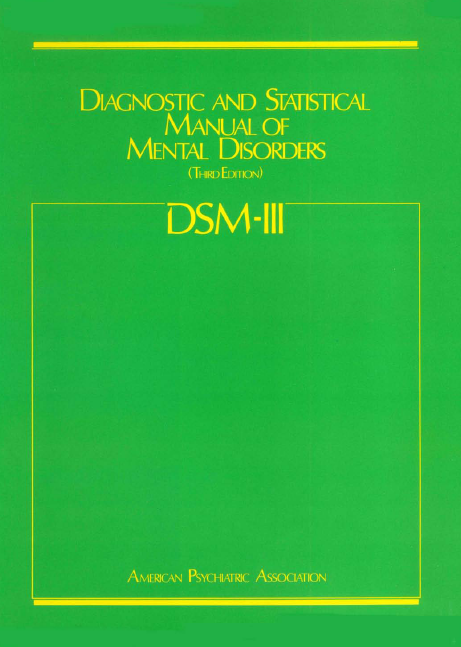 DIAGNOSTIC AND STATISTICAL
MANUAL OF
MENTAL DISORDERS
(THIRD EDITION)
DSM-III
AMERICAN PSYCHIATRIC ASSOCIATION